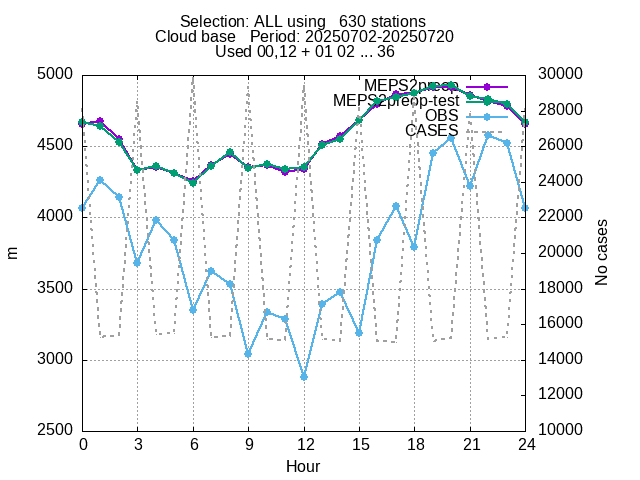 Selection: ALL using   630 stations
Cloud base   Period: 20250702-20250720
Used 00,12 + 01 02 ... 36
5000
4500
4000
3500
3000
2500
m
30000
28000
26000
24000
22000
20000
18000
16000
14000
12000
10000
No cases
MEPS2preop
MEPS2preop-test
OBS
CASES
0 3 6 9 12 15 18 21 24
Hour